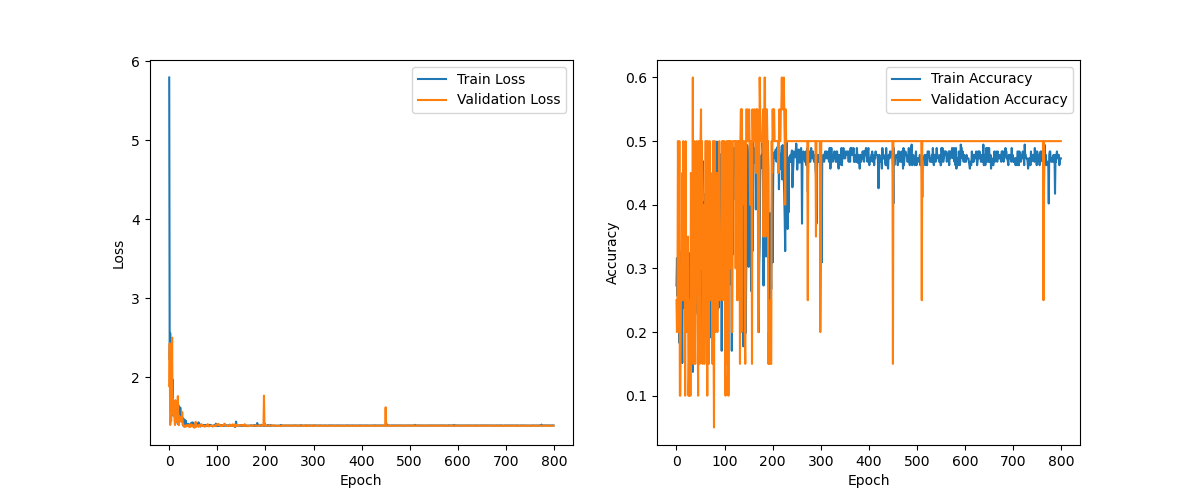 6
5
4
3
2
Loss
0 100 200 300 400 500 600 700 800
Epoch
Train Loss
Validation Loss
0.6
0.5
0.4
0.3
0.2
0.1
Accuracy
0 100 200 300 400 500 600 700 800
Epoch
Train Accuracy
Validation Accuracy